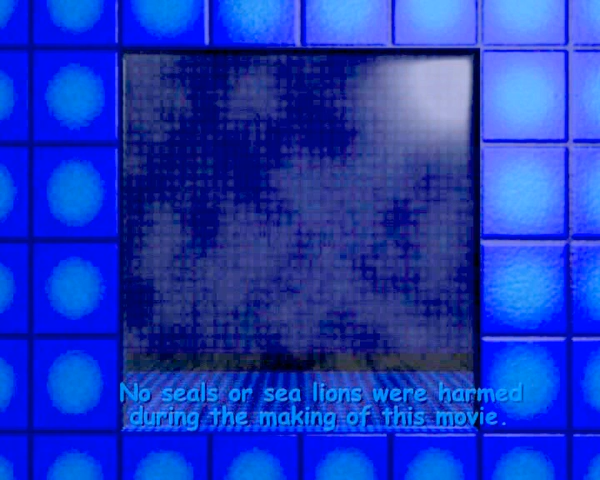 No seals or sea lions were harmed
during the making of this movie.